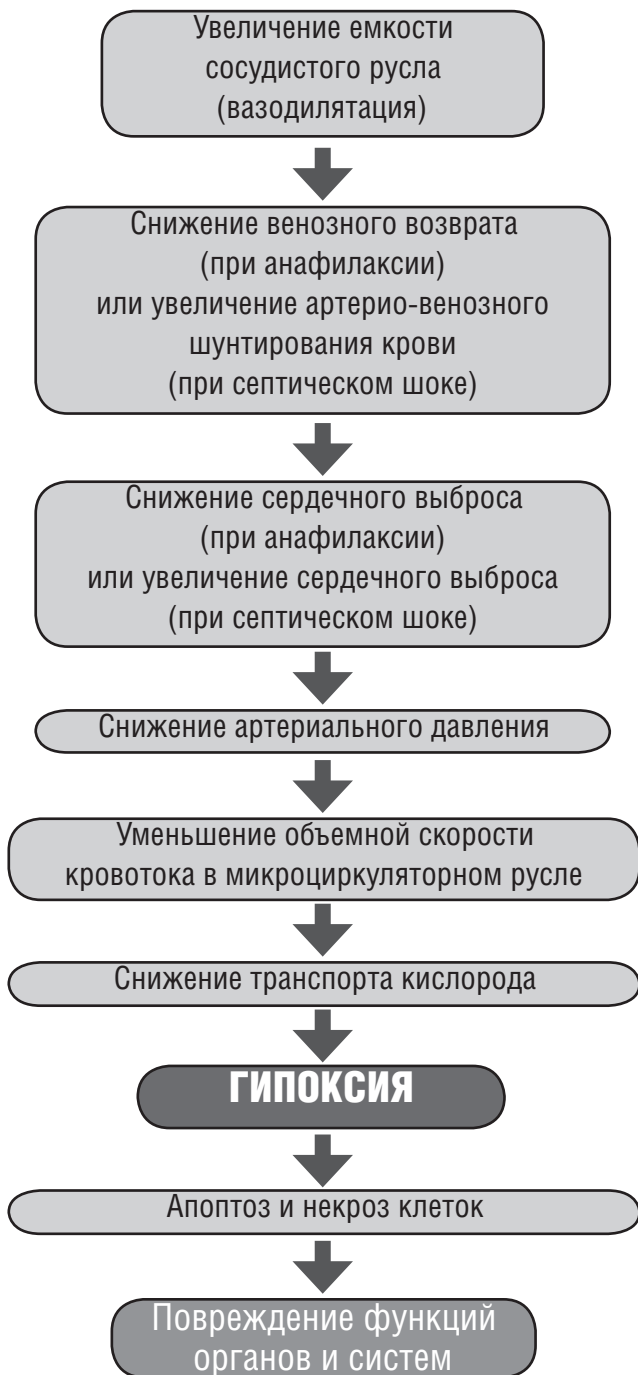 Увеличение емкости
сосудистого русла
(вазодилятация)
Снижение венозного возврата
(при анафилаксии)
или увеличение артерио-венозного
шунтирования крови
(при септическом шоке)
Снижение сердечного выброса
(при анафилаксии)
или увеличение сердечного выброса
(при септическом шоке)
Снижение артериального давления
Уменьшение объемной скорости
кровотока в микроциркуляторном русле
Снижение транспорта кислорода
ГИПОКСИЯ
Апоптоз и некроз клеток
Повреждение функций
органов и систем